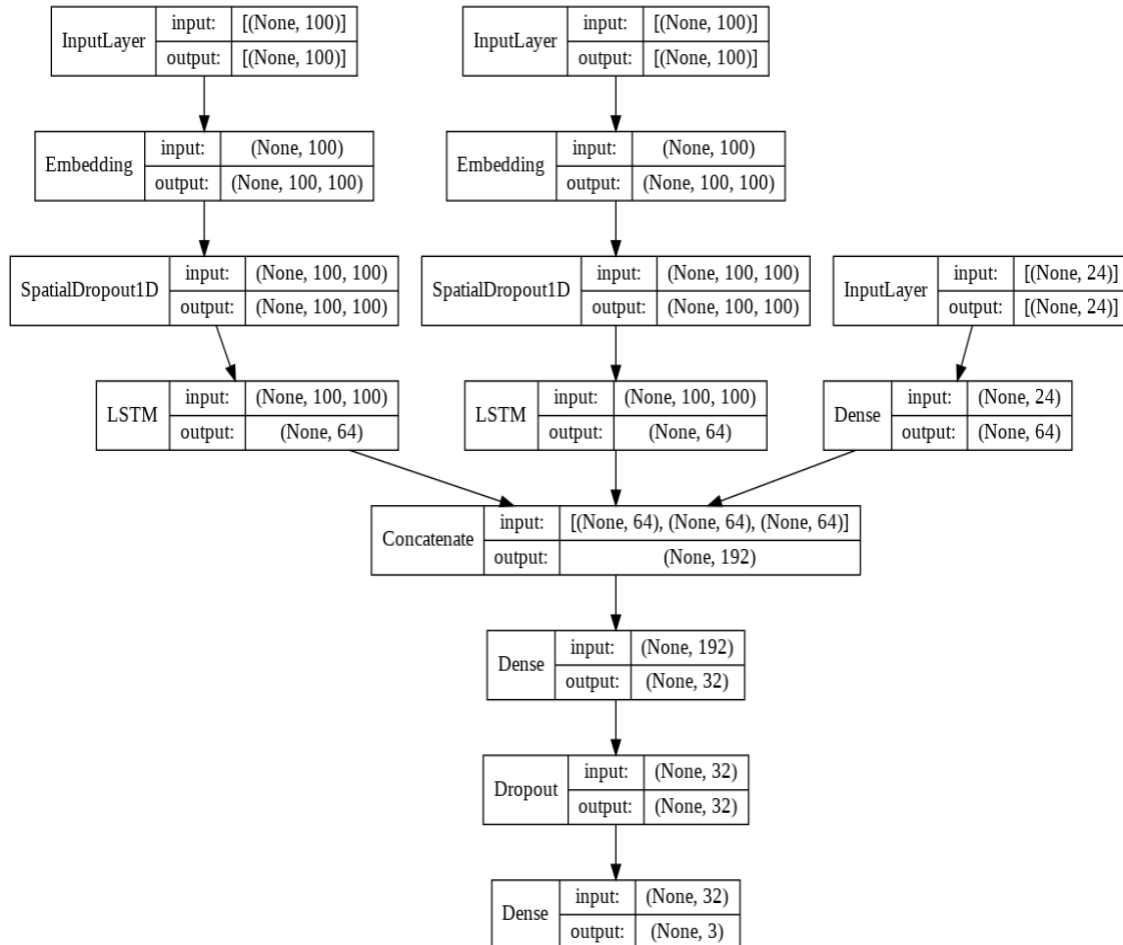 InputLayer
input: [(None, 100)]
output: [(None, 100)]
InputLayer
input: [(None, 100)]
output: [(None, 100)]
Embedding
input: (None, 100)
output: (None, 100, 100)
Embedding
input: (None, 100)
output: (None, 100, 100)
SpatialDropout1D
input: (None, 100, 100)
output: (None, 100, 100)
SpatialDropout1D
input: (None, 100, 100)
output: (None, 100, 100)
InputLayer
input: [(None, 24)]
output: [(None, 24)]
LSTM
input: (None, 100, 100)
output: (None, 64)
LSTM
input: (None, 100, 100)
output: (None, 64)
Dense
input: (None, 24)
output: (None, 64)
Concatenate
input: [(None, 64), (None, 64), (None, 64)]
output: (None, 192)
Dense
input: (None, 192)
output: (None, 32)
Dropout
input: (None, 32)
output: (None, 32)
Dense
input: (None, 32)
output: (None, 3)